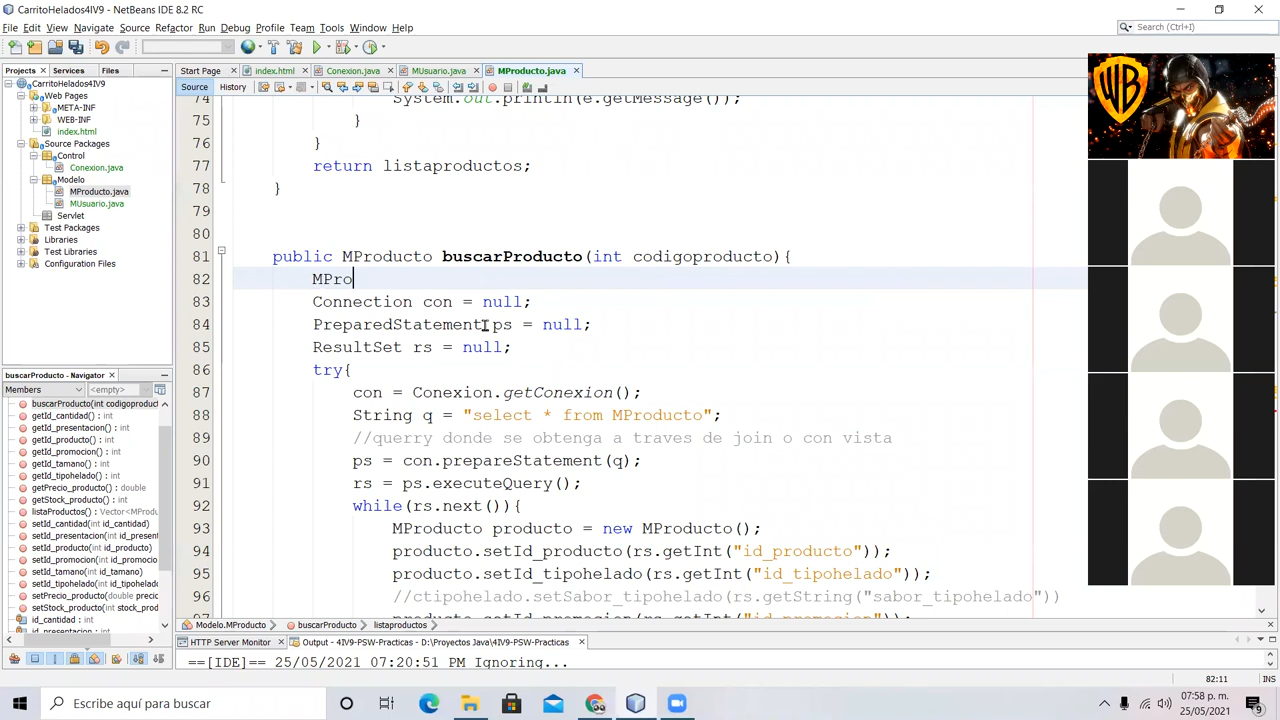 CarritoHelados4IV9 - NetBeans IDE 8.2 RC
File Edit View Navigate Source Refactor Run Debug Profile Team Tools Window Help
Search (Ctrl+I)
Projects Services Files
Start Page index.html Conexion.java MUsuario.java MProducto.java
Source History
CarritoHelados4IV9
Web Pages
META-INF
WEB-INF
index.html
Source Packages
Control
Conexion.java
Modelo
MProducto.java
MUsuario.java
Servlet
Test Packages
Libraries
Test Libraries
Configuration Files
74 System.out.println(e.getMessage());
75 }
76 }
77 return listaproductos;
78 }
79
80
81 public MProducto buscarProducto(int codigoproducto){
82 MPro
83 Connection con = null;
84 PreparedStatement ps = null;
85 ResultSet rs = null;
86 try{
87 con = Conexion.getConexion();
88 String q = "select * from MProducto";
89 //querry donde se obtenga a traves de join o con vista
90 ps = con.prepareStatement(q);
91 rs = ps.executeQuery();
92 while(rs.next()){
93 MProducto producto = new MProducto();
94 producto.setId_producto(rs.getInt("id_producto"));
95 producto.setId_tipohelado(rs.getInt("id_tipohelado"));
96 //ctipohelado.setSabor_tipohelado(rs.getString("sabor_tipohelado"))
97 producto.setId_promocion(rs.getInt("id_promocion"));
buscarProducto - Navigator
Members <empty>
buscarProducto(int codigoproduct
getId_cantidad() : int
getId_presentacion() : int
getId_producto() : int
getId_promocion() : int
getId_tamano() : int
getId_tipohelado() : int
getPrecio_producto() : double
getStock_producto() : int
listaProductos() : Vector<MProdu
setId_cantidad(int id_cantidad)
setId_presentacion(int id_present
setId_producto(int id_producto)
setId_promocion(int id_promocion)
setId_tamano(int id_tamano)
setId_tipohelado(int id_tipohelado
setPrecio_producto(double precio
setStock_producto(int stock_prod
id_cantidad : int
id_presentacion : int
Modelo.MProducto buscarProducto listaproductos
HTTP Server Monitor Output - 4IV9-PSW-Practicas - D:\Proyectos Java\4IV9-PSW-Practicas
==[IDE]== 25/05/2021 07:20:51 PM Ignoring...
82:11
Escribe aquí para buscar
07:58 p. m.
25/05/2021
9
WB